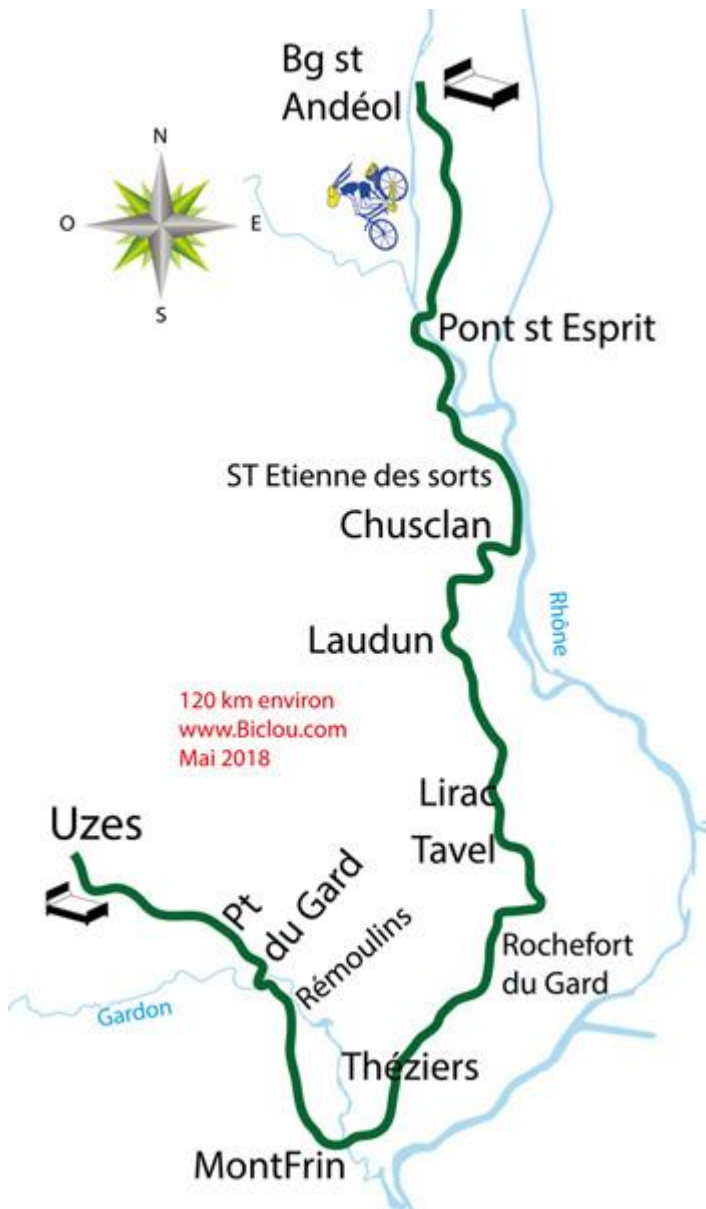 Bg st
Andéol
N
O
E
S
Pont st Esprit
ST Etienne des sorts
Chusclan
Rhône
Laudun
120 km environ
www.Biclou.com
Mai 2018
Lirac
Tavel
Uzes
Pt
du Gard
Rémoulins
Rochefort
du Gard
Gardon
Théziers
MontFrin